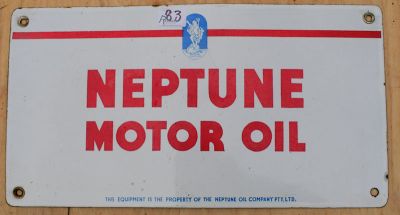 83
NEPTUNE
MOTOR OIL
THIS EQUIPMENT IS THE PROPERTY OF THE NEPTUNE OIL COMPANY PTY, LTD.